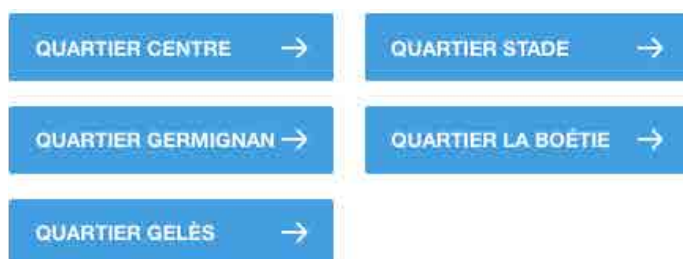 QUARTIER CENTRE →
QUARTIER STADE →
QUARTIER GERMIGNAN →
QUARTIER LA BOÉTIE →
QUARTIER GELÈS →